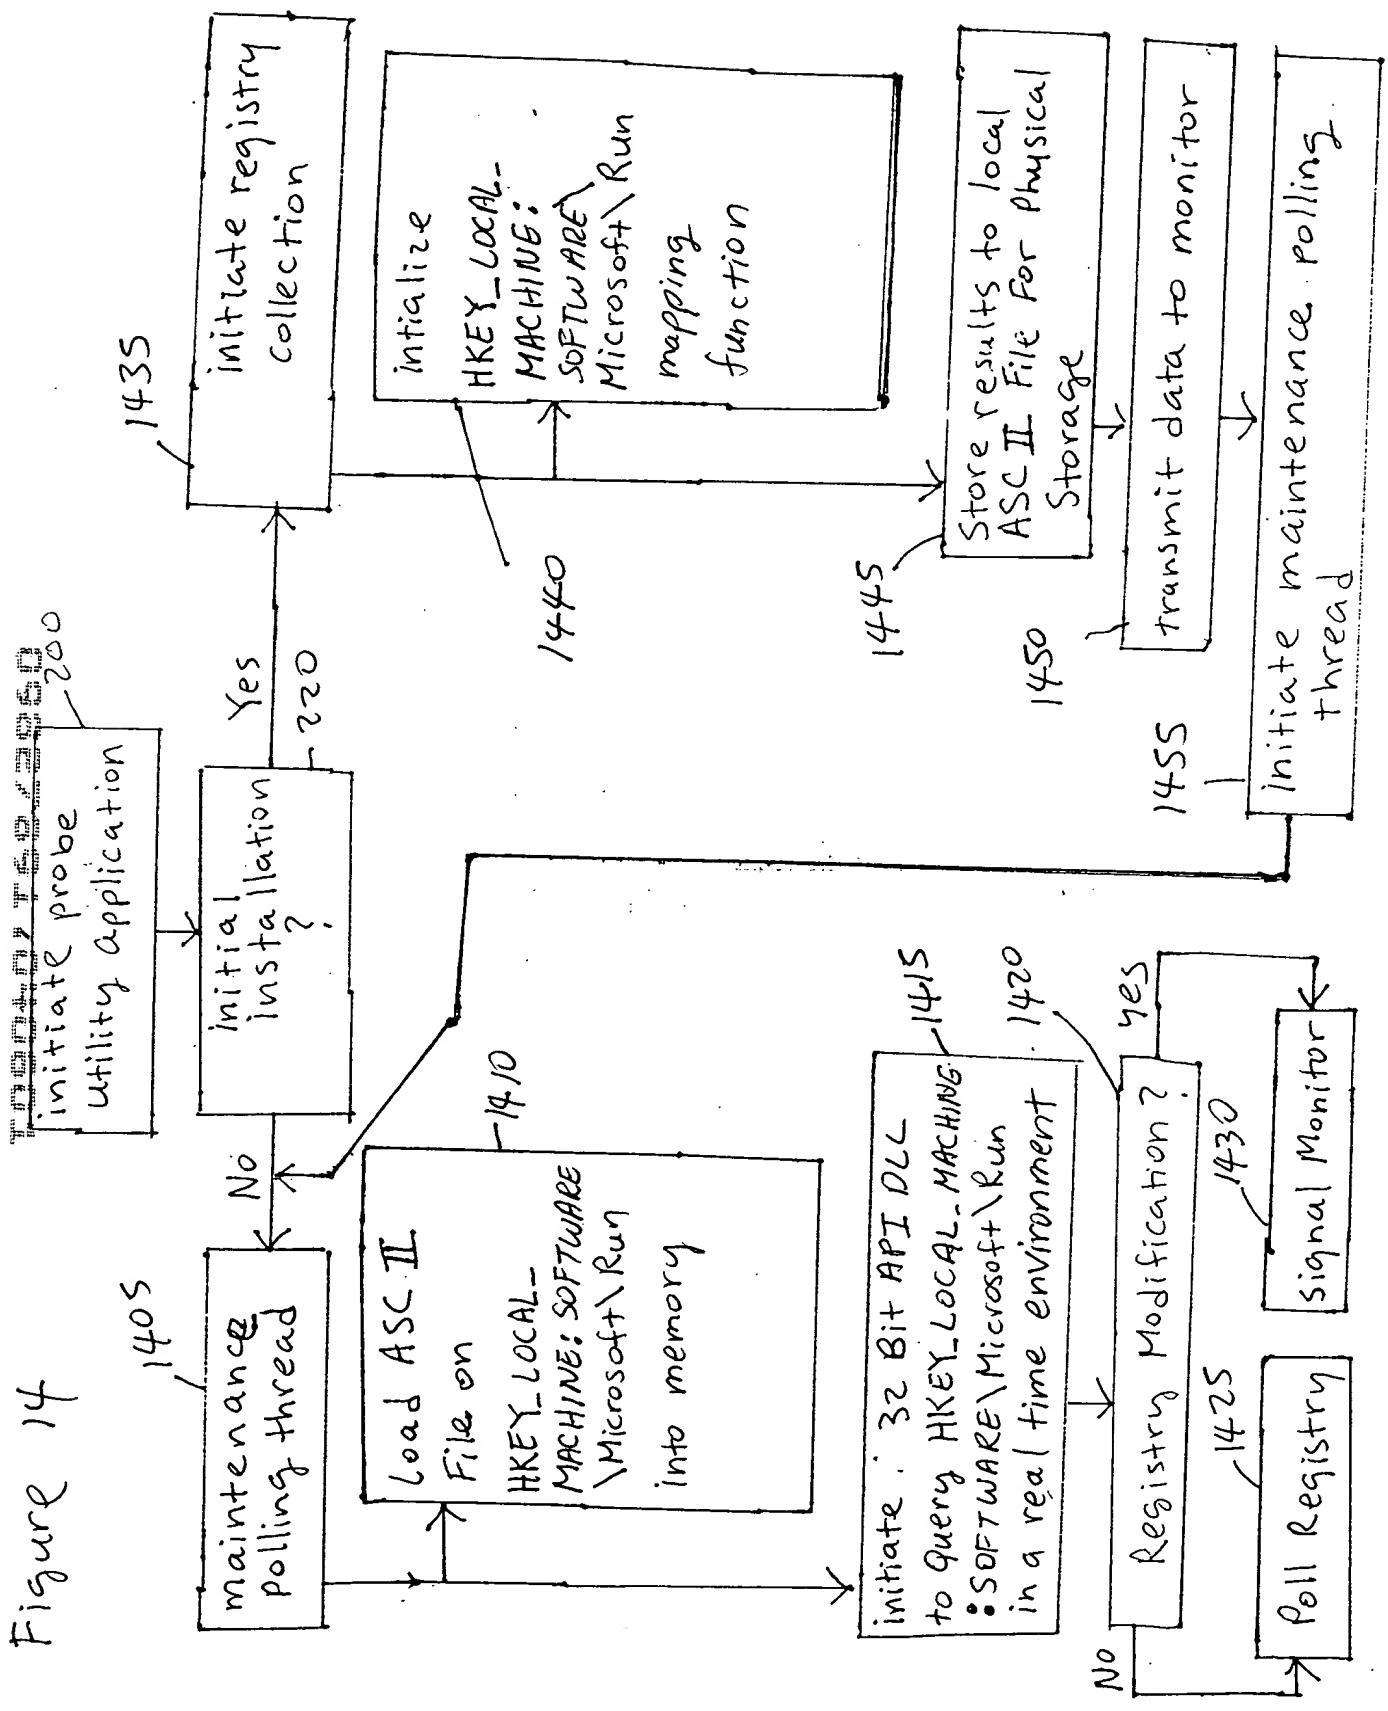 Figure 14
initiate probe
utility application
200
initial
installation
?
220
No
Yes
1405
maintenance
polling thread
1410
Load ASC II
File on
HKEY_LOCAL_
MACHINE:SOFTWARE
\Microsoft\Run
into memory
1415
initiate 32 Bit API DLL
to Query HKEY_LOCAL_MACHING
:SOFTWARE\Microsoft\Run
in a real time environment
1420
Registry Modification?
No
yes
1425
Poll Registry
1430
Signal Monitor
1435
initiate registry
collection
1440
intialize
HKEY_LOCAL_
MACHINE:
SOFTWARE\
Microsoft\Run
mapping
function
1445
Store results to local
ASC II File For Physical
Storage
1450
transmit data to monitor
1455
initiate maintenance polling
thread